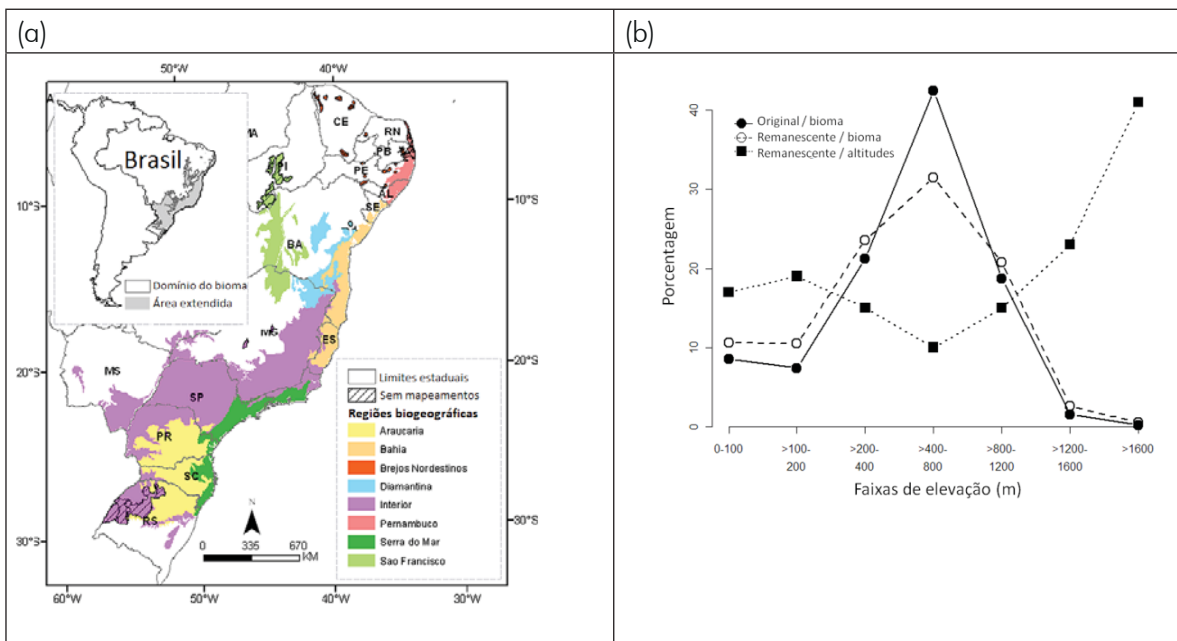 (a)
(b)
50°W
40°W
A
Brasil
Domínio do bioma
Área extendida
10°S
20°S
30°S
MA
CE
RN
PB
PI
PE
AL
SE
BA
MG
ES
MS
SP
PR
SC
RS
10°S
20°S
30°S
N
0 335 670
KM
Limites estaduais
Sem mapeamentos
Regiões biogeográficas
Araucaria
Bahia
Brejos Nordestinos
Diamantina
Interior
Pernambuco
Serra do Mar
Sao Francisco
60°W
50°W
40°W
30°W
Original / bioma
Remanescente / bioma
Remanescente / altitudes
Porcentagem
40
30
20
10
0
0-100
>100-
200
>200-
400
>400-
800
>800-
1200
>1200-
1600
>1600
Faixas de elevação (m)